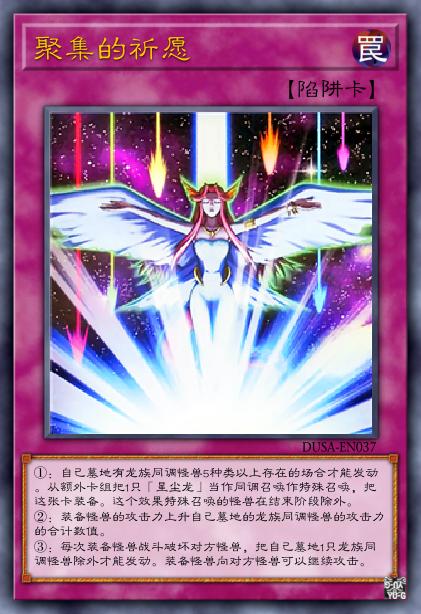 聚集的祈愿
罠
【陷阱卡】
DUSA-EN037
①：自己墓地有龙族同调怪兽5种类以上存在的场合才能发动
。从额外卡组把1只「星尘龙」当作同调召唤作特殊召唤，把
这张卡装备。这个效果特殊召唤的怪兽在结束阶段除外。
②：装备怪兽的攻击力上升自己墓地的龙族同调怪兽的攻击力
的合计数值。
③：每次装备怪兽战斗破坏对方怪兽，把自己墓地1只龙族同
调怪兽除外才能发动。装备怪兽向对方怪兽可以继续攻击。